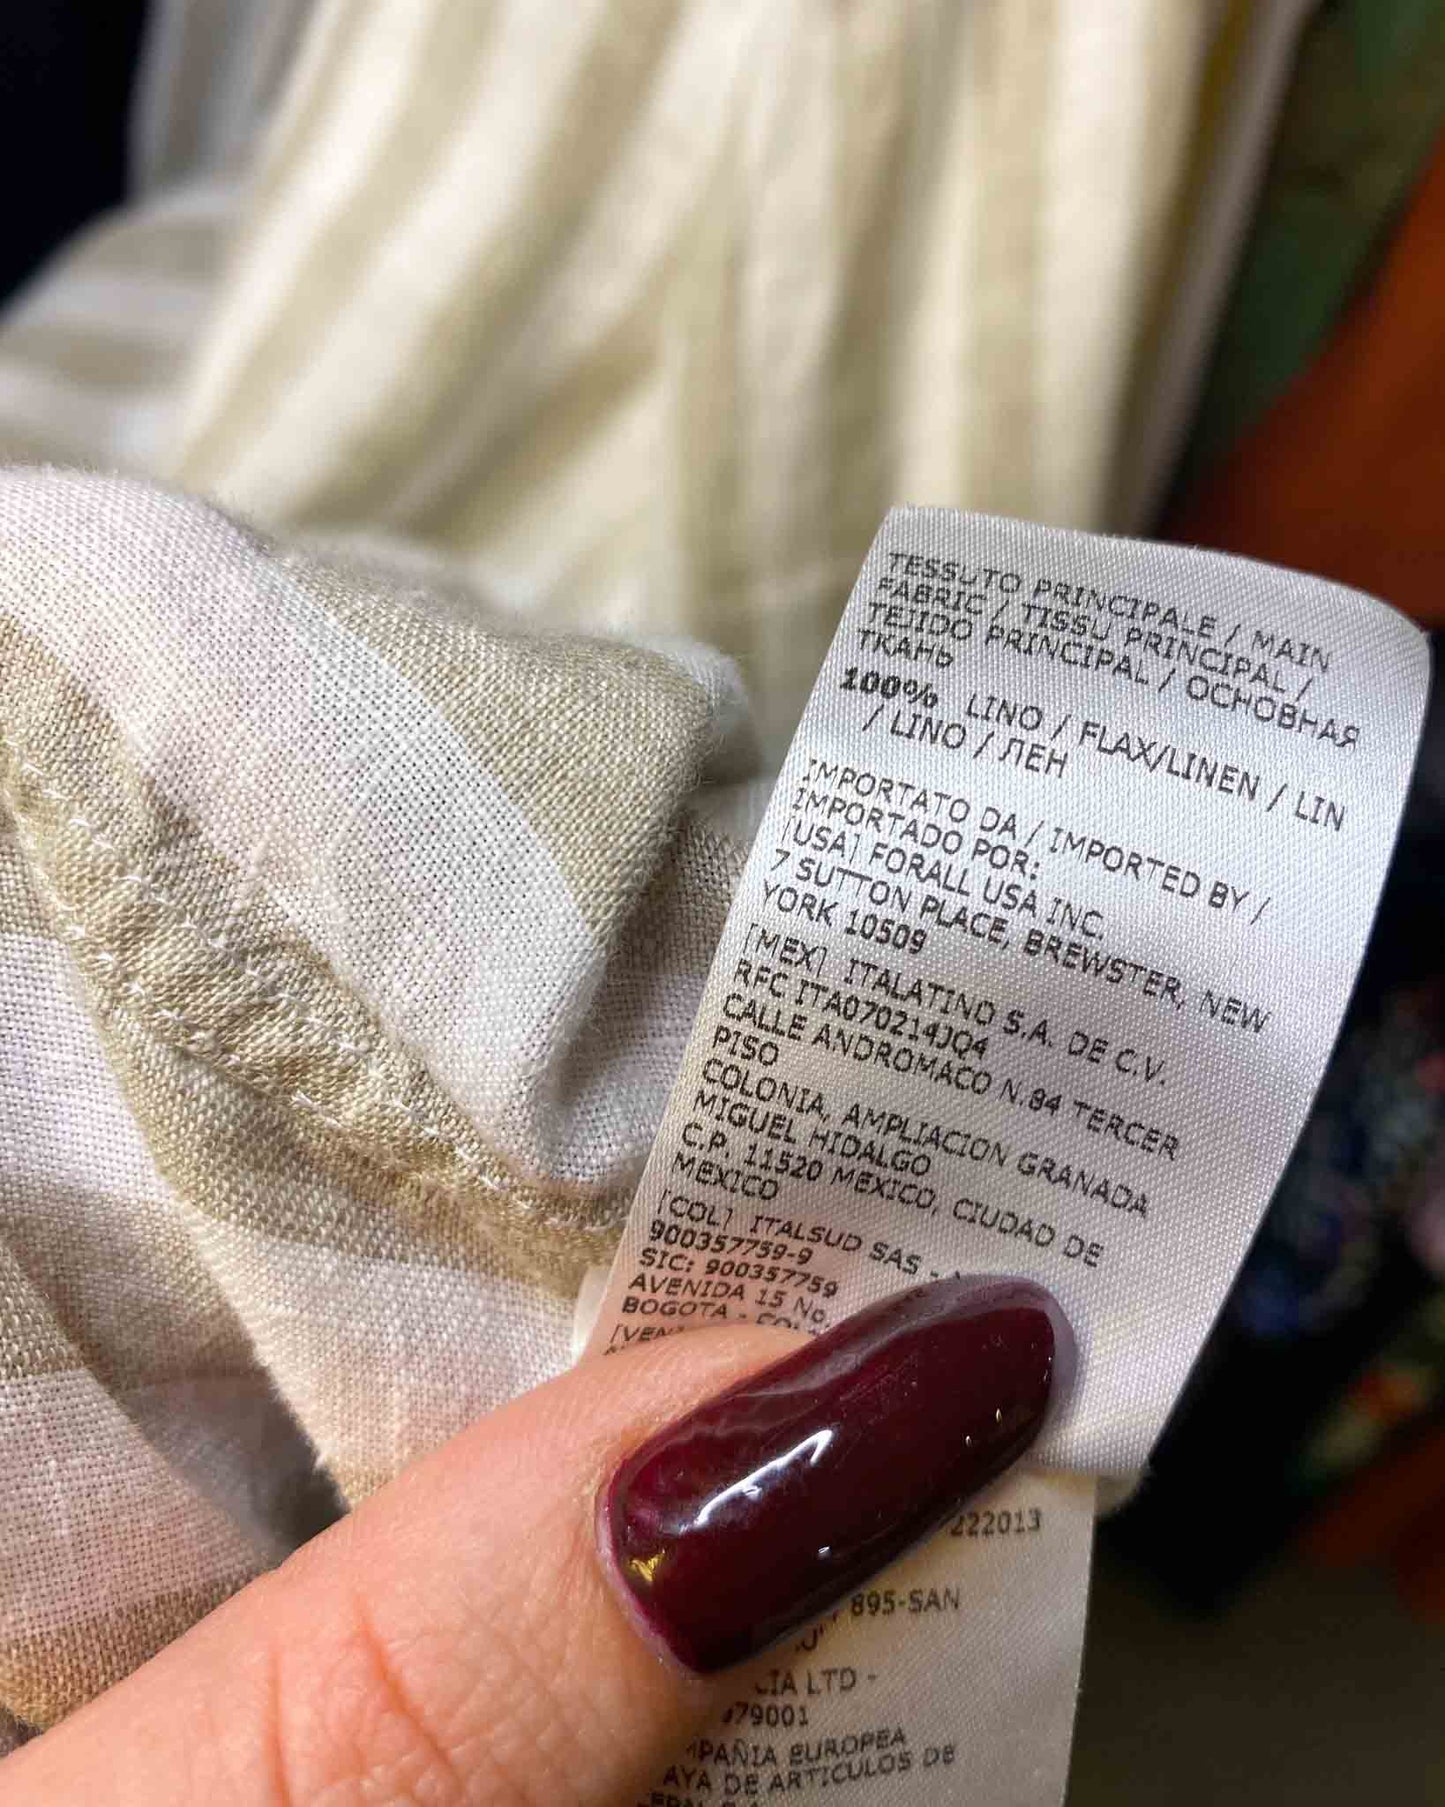 TESSUTO PRINCIPALE / MAIN
FABRIC / TISSU PRINCIPAL /
TEJIDO PRINCIPAL / ОСНОВНАЯ
ТКАНЬ
100% LINO / FLAX/LINEN / LIN
/ LINO / ЛЕН
IMPORTATO DA / IMPORTED BY /
IMPORTADO POR:
[USA] FORALL USA INC.
7 SUTTON PLACE, BREWSTER, NEW
YORK 10509
[MEX] ITALATINO S.A. DE C.V.
RFC ITA070214JQ4
CALLE ANDROMACO N.84 TERCER
PISO
COLONIA, AMPLIACION GRANADA
MIGUEL HIDALGO
C.P. 11520 MEXICO, CIUDAD DE
MEXICO
[COL] ITALSUD SAS -
900357759-9
SIC: 900357759
AVENIDA 15 No.
BOGOTA -
222013
895-SAN
LTD -
79001
EUROPEA
DE ARTICULOS DE